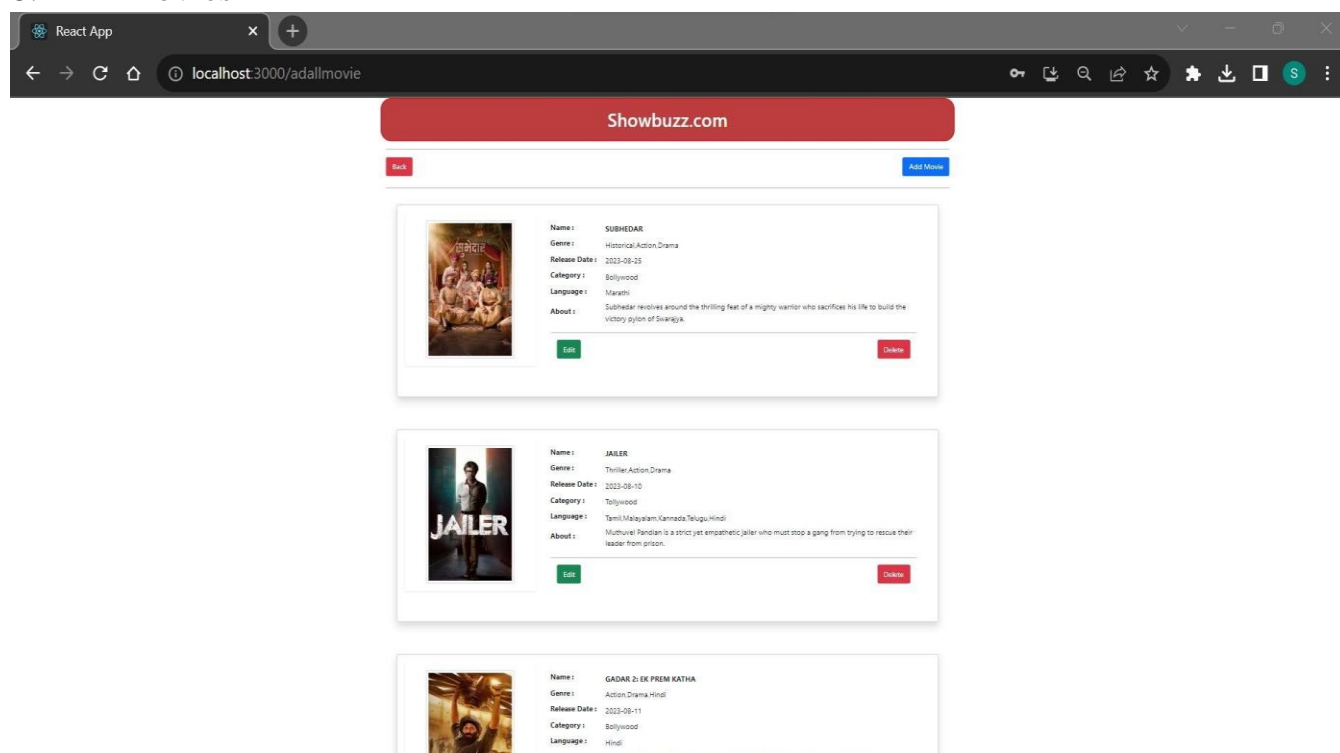 React App
localhost:3000/adallmovie
S
Showbuzz.com
Back
Add Movie
सुभेदार
Name : SUBHEDAR
Genre : Historical,Action,Drama
Release Date : 2023-08-25
Category : Bollywood
Language : Marathi
About : Subhedar revolves around the thrilling feat of a mighty warrior who sacrifices his life to build the
victory pylon of Swarajya.
Edit
Delete
JAILER
Name : JAILER
Genre : Thriller,Action,Drama
Release Date : 2023-08-10
Category : Tollywood
Language : Tamil,Malayalam,Kannada,Telugu,Hindi
About : Muthuvel Pandian is a strict yet empathetic jailer who must stop a gang from trying to rescue their
leader from prison.
Edit
Delete
Name : GADAR 2: EK PREM KATHA
Genre : Action,Drama,Hindi
Release Date : 2023-08-11
Category : Bollywood
Language : Hindi